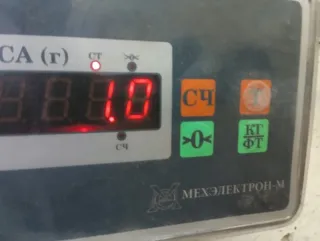 СА (г)
СТ >0<
1.0
СЧ
СЧ
>0<
КГ
ФТ
МЕХЭЛЕКТРОН-М